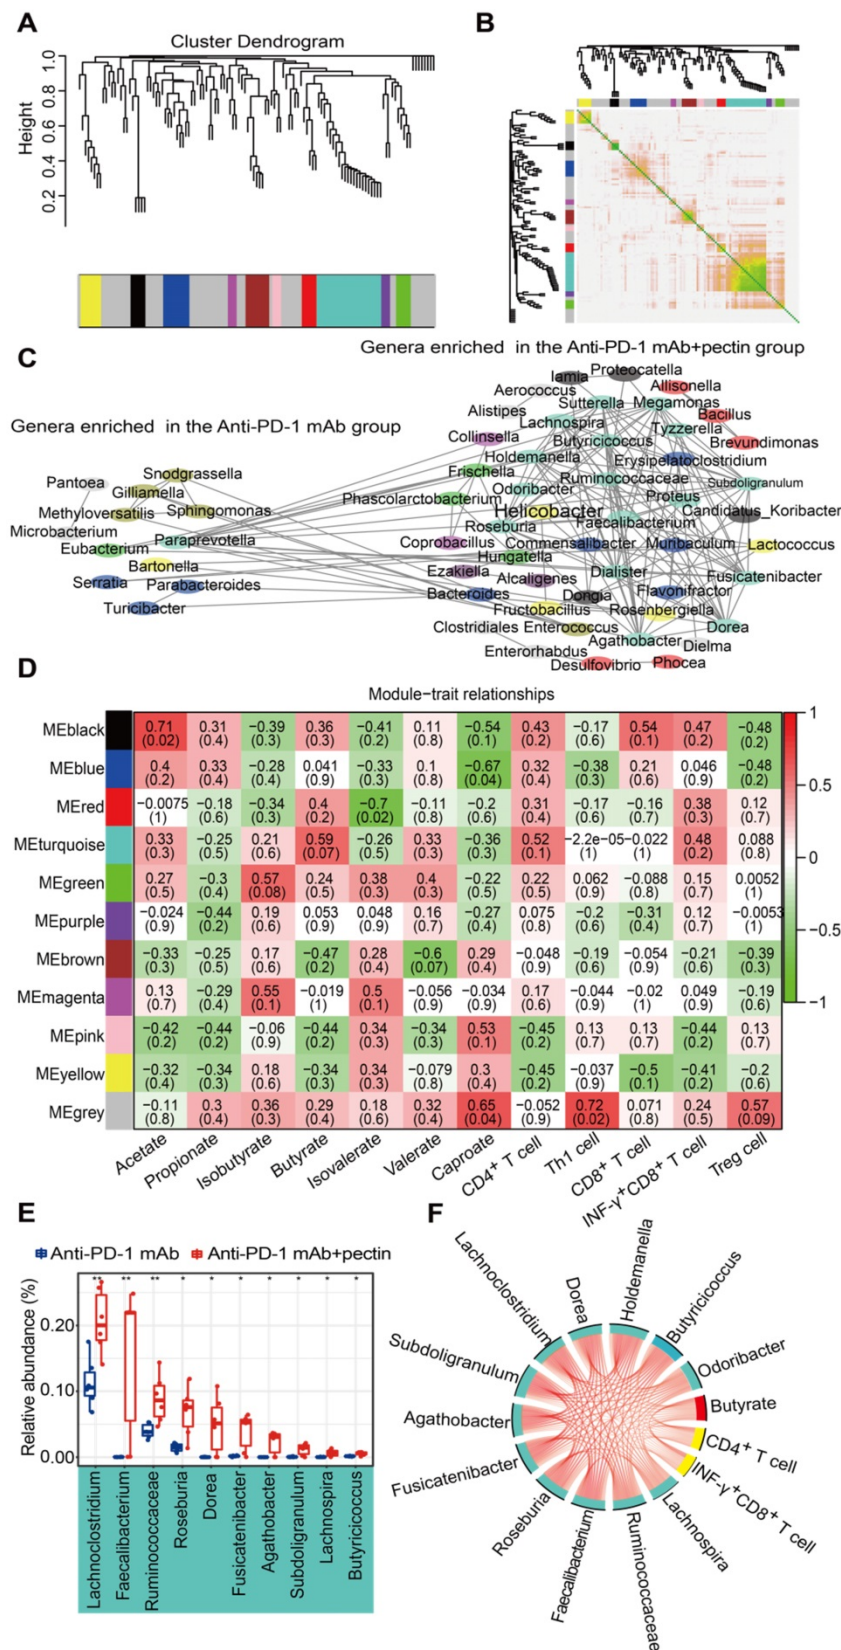 A
Cluster Dendrogram
Height
1.0
0.8
0.6
0.4
0.2
B
C
Genera enriched in the Anti-PD-1 mAb+pectin group
Genera enriched in the Anti-PD-1 mAb group
Proteocatella
Iamia
Allisonella
Aerococcus
Sutterella
Megamonas
Alistipes
Lachnospira
Bacillus
Tyzzerella
Collinsella
Butyricicoccus
Brevundimonas
Holdemanella
Erysipelatoclostridium
Snodgrassella
Frischella
Ruminococcaceae
Pantoea
Gilliamella
Odoribacter
Subdoligranulum
Phascolarctobacterium
Proteus
Methyloversatilis
Sphingomonas
Helicobacter
Candidatus_Koribacter
Microbacterium
Roseburia
Faecalibacterium
Eubacterium
Paraprevotella
Coprobacillus
Commensalibacter
Muribaculum
Lactococcus
Hungatella
Bartonella
Ezakiella
Dialister
Fusicatenibacter
Serratia
Parabacteroides
Alcaligenes
Bacteroides
Dongia
Flavonifractor
Turicibacter
Fructobacillus
Rosenbergiella
Clostridiales
Enterococcus
Dorea
Agathobacter
Dielma
Enterorhabdus
Desulfovibrio
Phocea
D
Module−trait relationships
MEblack 0.71 0.31 −0.39 0.36 −0.41 0.11 −0.54 0.43 −0.17 0.54 0.47 −0.48
(0.02) (0.4) (0.3) (0.3) (0.2) (0.8) (0.1) (0.2) (0.6) (0.1) (0.2) (0.2)
MEblue 0.4 0.33 −0.28 0.041 −0.33 0.1 −0.67 0.32 −0.38 0.21 0.046 −0.48
(0.2) (0.4) (0.4) (0.9) (0.3) (0.8) (0.04) (0.4) (0.3) (0.6) (0.9) (0.2)
MEred −0.0075 −0.18 −0.34 0.4 −0.7 −0.11 −0.2 0.31 −0.17 −0.16 0.38 0.12
(1) (0.6) (0.3) (0.2) (0.02) (0.8) (0.6) (0.4) (0.6) (0.7) (0.3) (0.7)
MEturquoise 0.33 −0.25 0.21 0.59 −0.26 0.33 −0.36 0.52 −2.2e−05 −0.022 0.48 0.088
(0.3) (0.5) (0.6) (0.07) (0.5) (0.3) (0.3) (0.1) (1) (1) (0.2) (0.8)
MEgreen 0.27 −0.3 0.57 0.24 0.38 0.4 −0.22 0.22 0.062 −0.088 0.15 0.0052
(0.5) (0.4) (0.08) (0.5) (0.3) (0.3) (0.5) (0.5) (0.9) (0.8) (0.7) (1)
MEpurple −0.024 −0.44 0.19 0.053 0.048 0.16 −0.27 0.075 −0.2 −0.31 0.12 −0.0053
(0.9) (0.2) (0.6) (0.9) (0.9) (0.7) (0.4) (0.8) (0.6) (0.4) (0.7) (1)
MEbrown −0.33 −0.25 0.17 −0.47 0.28 −0.6 0.29 −0.048 −0.19 −0.054 −0.21 −0.39
(0.3) (0.5) (0.6) (0.2) (0.4) (0.07) (0.4) (0.9) (0.6) (0.9) (0.6) (0.3)
MEmagenta 0.13 −0.29 0.55 −0.019 0.5 −0.056 −0.034 0.17 −0.044 −0.02 0.049 −0.19
(0.7) (0.4) (0.1) (1) (0.1) (0.9) (0.9) (0.6) (0.9) (1) (0.9) (0.6)
MEpink −0.42 −0.44 −0.06 −0.44 0.34 −0.34 0.53 −0.45 0.13 0.13 −0.44 0.13
(0.2) (0.2) (0.9) (0.2) (0.3) (0.3) (0.1) (0.2) (0.7) (0.7) (0.2) (0.7)
MEyellow −0.32 −0.34 0.18 −0.34 0.34 −0.079 0.3 −0.45 −0.037 −0.5 −0.41 −0.2
(0.4) (0.3) (0.6) (0.3) (0.3) (0.8) (0.4) (0.2) (0.9) (0.1) (0.2) (0.6)
MEgrey −0.11 0.3 0.36 0.29 0.18 0.32 0.65 −0.052 0.72 0.071 0.24 0.57
(0.8) (0.4) (0.3) (0.4) (0.6) (0.4) (0.04) (0.9) (0.02) (0.8) (0.5) (0.09)
1
0.5
0
−0.5
−1
Acetate
Propionate
Isobutyrate
Butyrate
Isovalerate
Valerate
Caproate
CD4⁺ T cell
Th1 cell
CD8⁺ T cell
INF-γ⁺CD8⁺ T cell
Treg cell
E
Anti-PD-1 mAb Anti-PD-1 mAb+pectin
Relative abundance (%)
** ** ** * * * * * * *
0.20
0.10
0.00
Lachnoclostridium
Faecalibacterium
Ruminococcaceae
Roseburia
Dorea
Fusicatenibacter
Agathobacter
Subdoligranulum
Lachnospira
Butyricicoccus
F
Holdemanella
Butyricicoccus
Odoribacter
Butyrate
CD4⁺ T cell
INF-γ⁺CD8⁺ T cell
Lachnospira
Ruminococcaceae
Faecalibacterium
Roseburia
Fusicatenibacter
Agathobacter
Subdoligranulum
Lachnoclostridium
Dorea